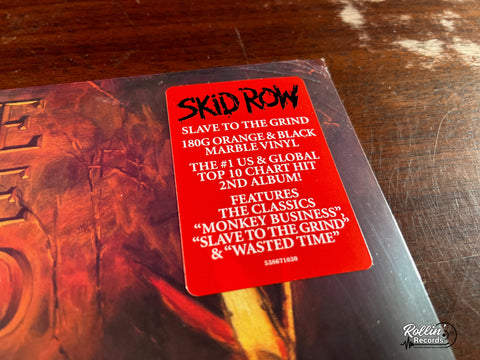 SKID ROW
SLAVE TO THE GRIND
180G ORANGE & BLACK
MARBLE VINYL
THE #1 US & GLOBAL
TOP 10 CHART HIT
2ND ALBUM!
FEATURES
THE CLASSICS
“MONKEY BUSINESS”,
“SLAVE TO THE GRIND”,
& “WASTED TIME”
538671030
Rollin'
Records